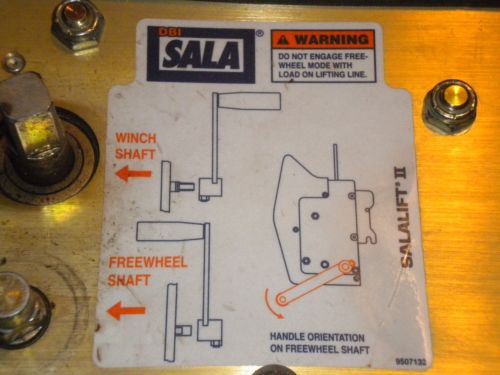 DBI
SALA®
WARNING
DO NOT ENGAGE FREE-
WHEEL MODE WITH
LOAD ON LIFTING LINE.
WINCH
SHAFT
FREEWHEEL
SHAFT
SALALIFT® II
HANDLE ORIENTATION
ON FREEWHEEL SHAFT
9507132